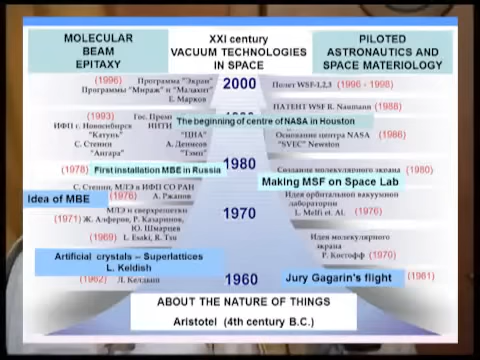 MOLECULAR
BEAM
EPITAXY
XXI century
VACUUM TECHNOLOGIES
IN SPACE
PILOTED
ASTRONAUTICS AND
SPACE MATERIOLOGY
(1996) Программа "Экран"
Программы "Мираж" и "Малахит"
Е. Марков
2000
Полет WSF-1,2,3 (1996 - 1998)
ПАТЕНТ WSF R. Naumann (1988)
(1993) Гос. Прем
The beginning of centre of NASA in Houston
ИФП г. Новосибирск НИТИ
"Катунь" "ЦНА"
Основание центра NASA (1986)
С. Стенин А. Денисов
"SVEC" Newston
"Ангара"
1980
(1978) First installation MBE in Russia
Создания молекулярного экрана (1980)
Making MSF on Space Lab
С. Стенин, МЛЭ в ИФП СО РАН
Idea of MBE (1976) А. Ржанов
Идея орбитальной вакуумной
лаборатории
L. Melfi et. Al. (1976)
1970
МЛЭ и сверхрешетки
(1971) Ж. Алферов, Р. Казаринов,
Ю. Шмарцев
(1969) L. Esaki, R. Tsu
Идея молекулярного
экрана
Р. Костофф (1970)
Artificial crystals – Superlattices
L. Keldish
(1962) Л. Келдыш
1960
Jury Gagarin's flight (1961)
ABOUT THE NATURE OF THINGS
Aristotel (4th century B.C.)